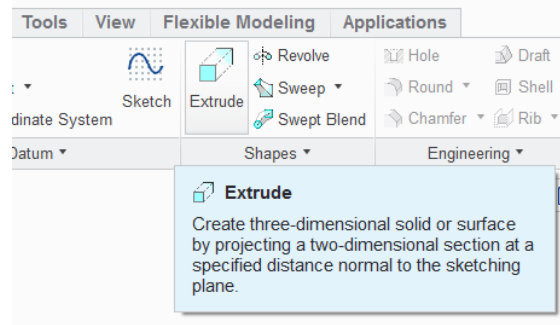 Tools View Flexible Modeling Applications
Revolve Hole Draft
Sketch Extrude Sweep Round Shell
dinate System Swept Blend Chamfer Rib
Datum Shapes Engineering
Extrude
Create three-dimensional solid or surface
by projecting a two-dimensional section at a
specified distance normal to the sketching
plane.